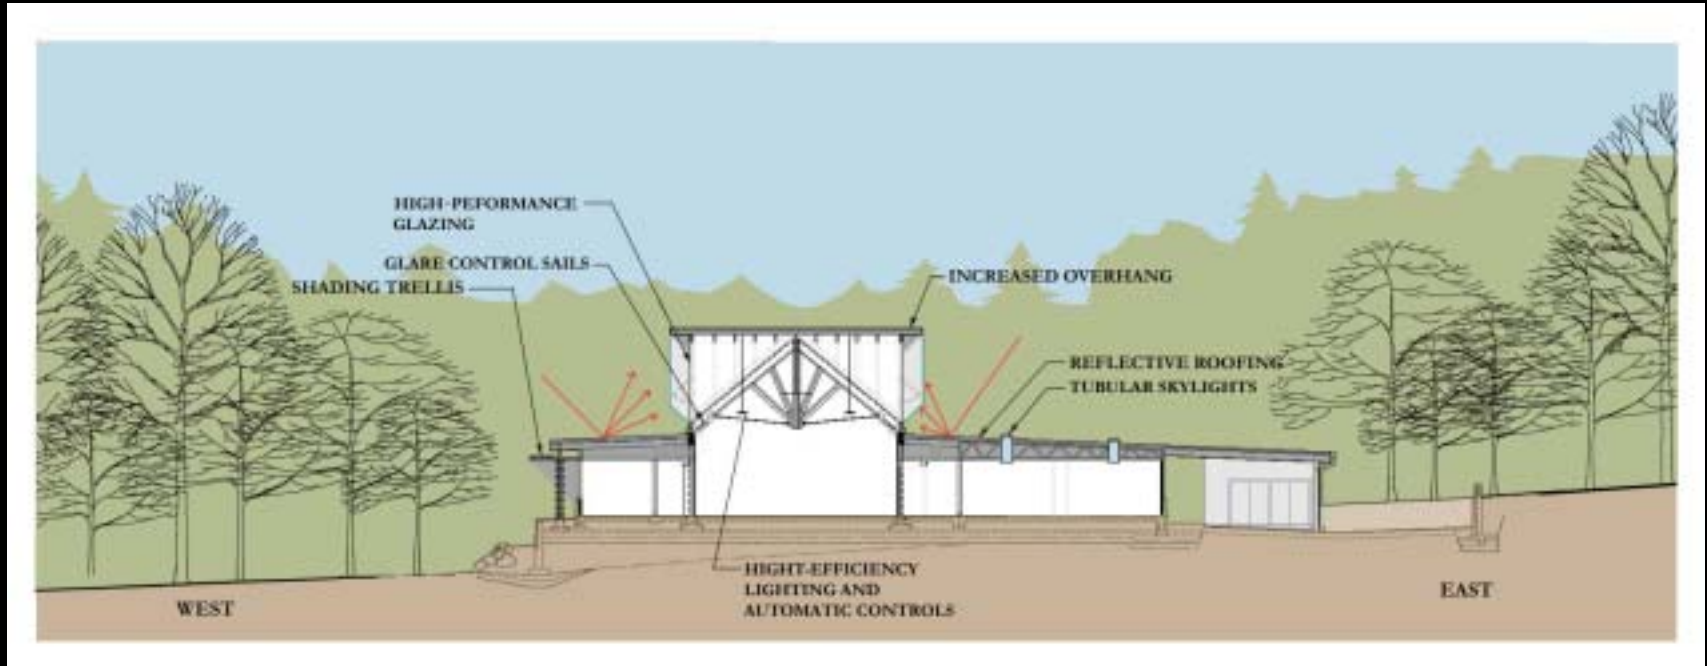 HIGH-PEFORMANCE
GLAZING
GLARE CONTROL SAILS
SHADING TRELLIS
INCREASED OVERHANG
REFLECTIVE ROOFING
TUBULAR SKYLIGHTS
HIGHT-EFFICIENCY
LIGHTING AND
AUTOMATIC CONTROLS
WEST
EAST